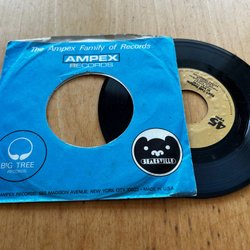 The Ampex Family of Records
AMPEX
RECORDS
BIG TREE
RECORDS
BEARSVILLE
AMPEX RECORDS, 555 MADISON AVENUE, NEW YORK CITY 10022 • MADE IN U.S.A.
45